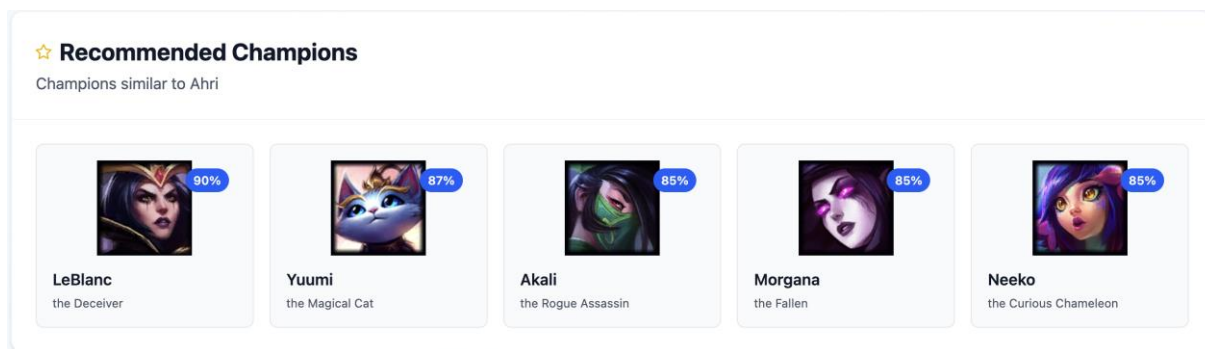 Recommended Champions
Champions similar to Ahri
90%
LeBlanc
the Deceiver
87%
Yuumi
the Magical Cat
85%
Akali
the Rogue Assassin
85%
Morgana
the Fallen
85%
Neeko
the Curious Chameleon